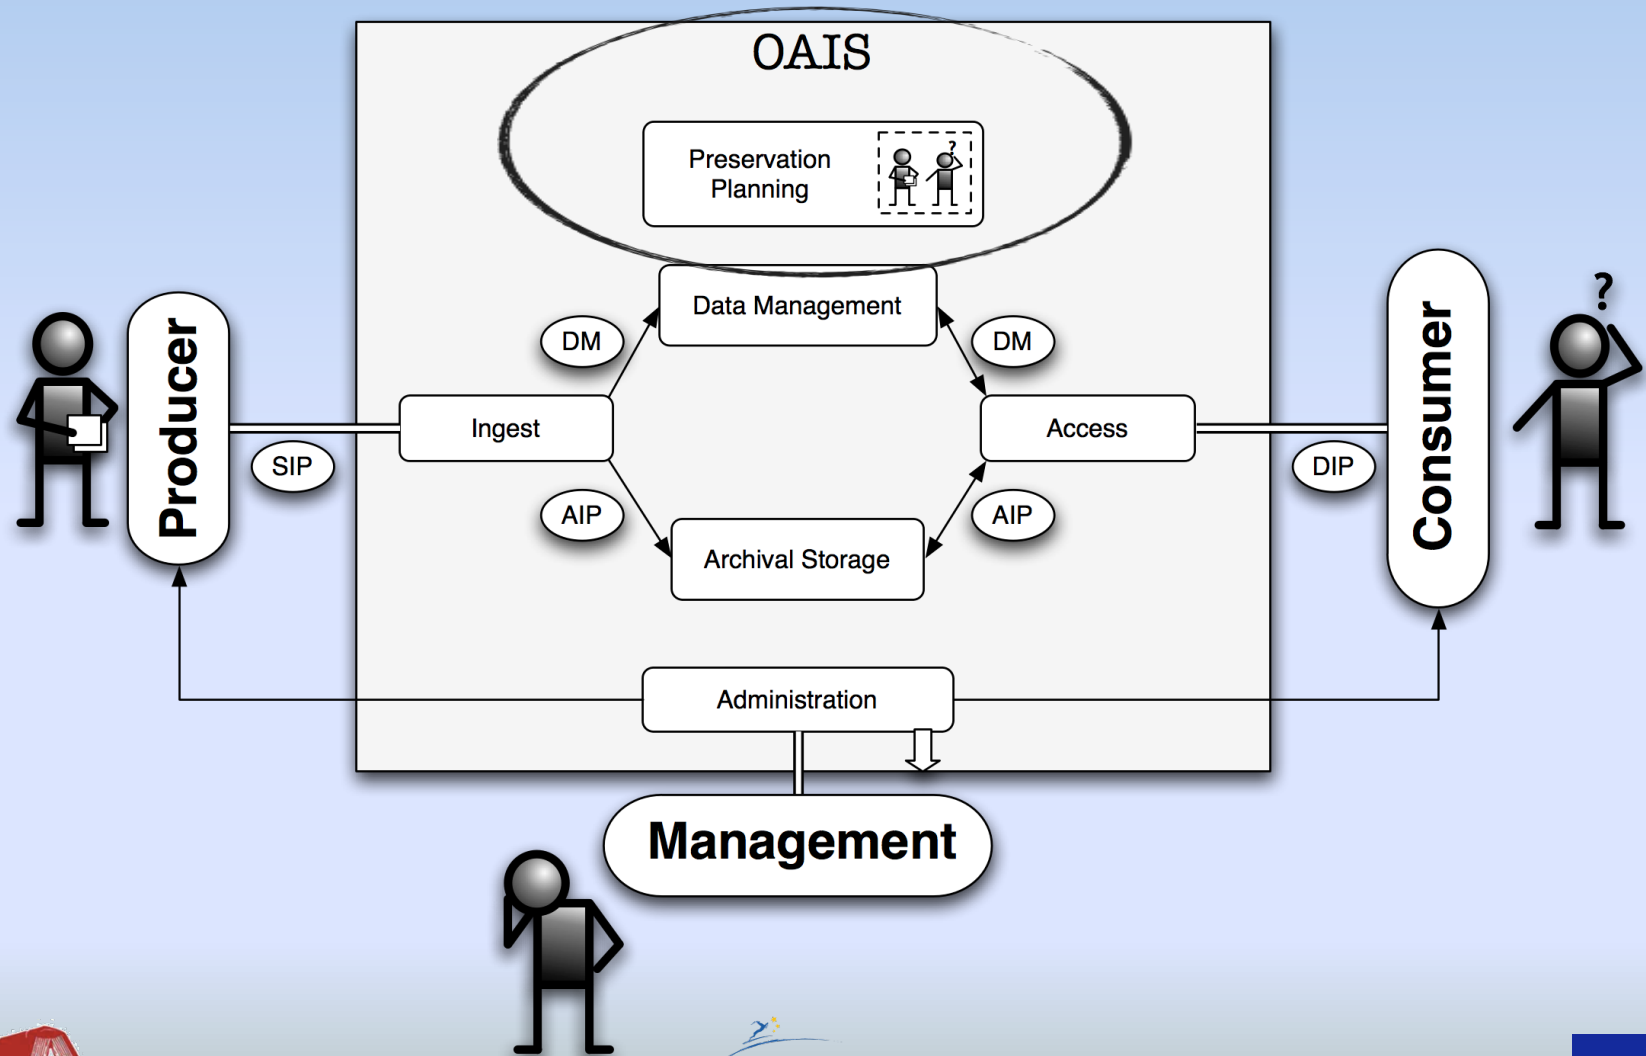 OAIS
Preservation
Planning
?
Data Management
DM
DM
?
Producer
Consumer
Ingest
Access
SIP
DIP
AIP
AIP
Archival Storage
Administration
Management